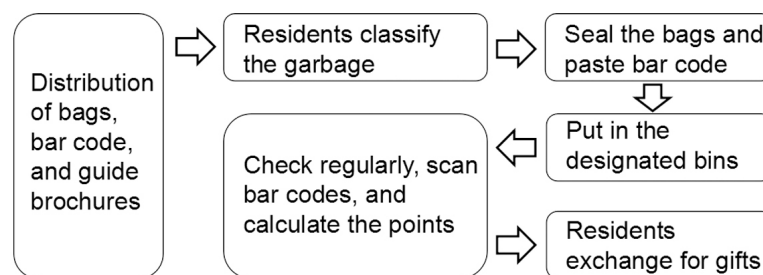 Distribution
of bags,
bar code,
and guide
brochures
Residents classify
the garbage
Seal the bags and
paste bar code
Put in the
designated bins
Check regularly, scan
bar codes, and
calculate the points
Residents
exchange for gifts